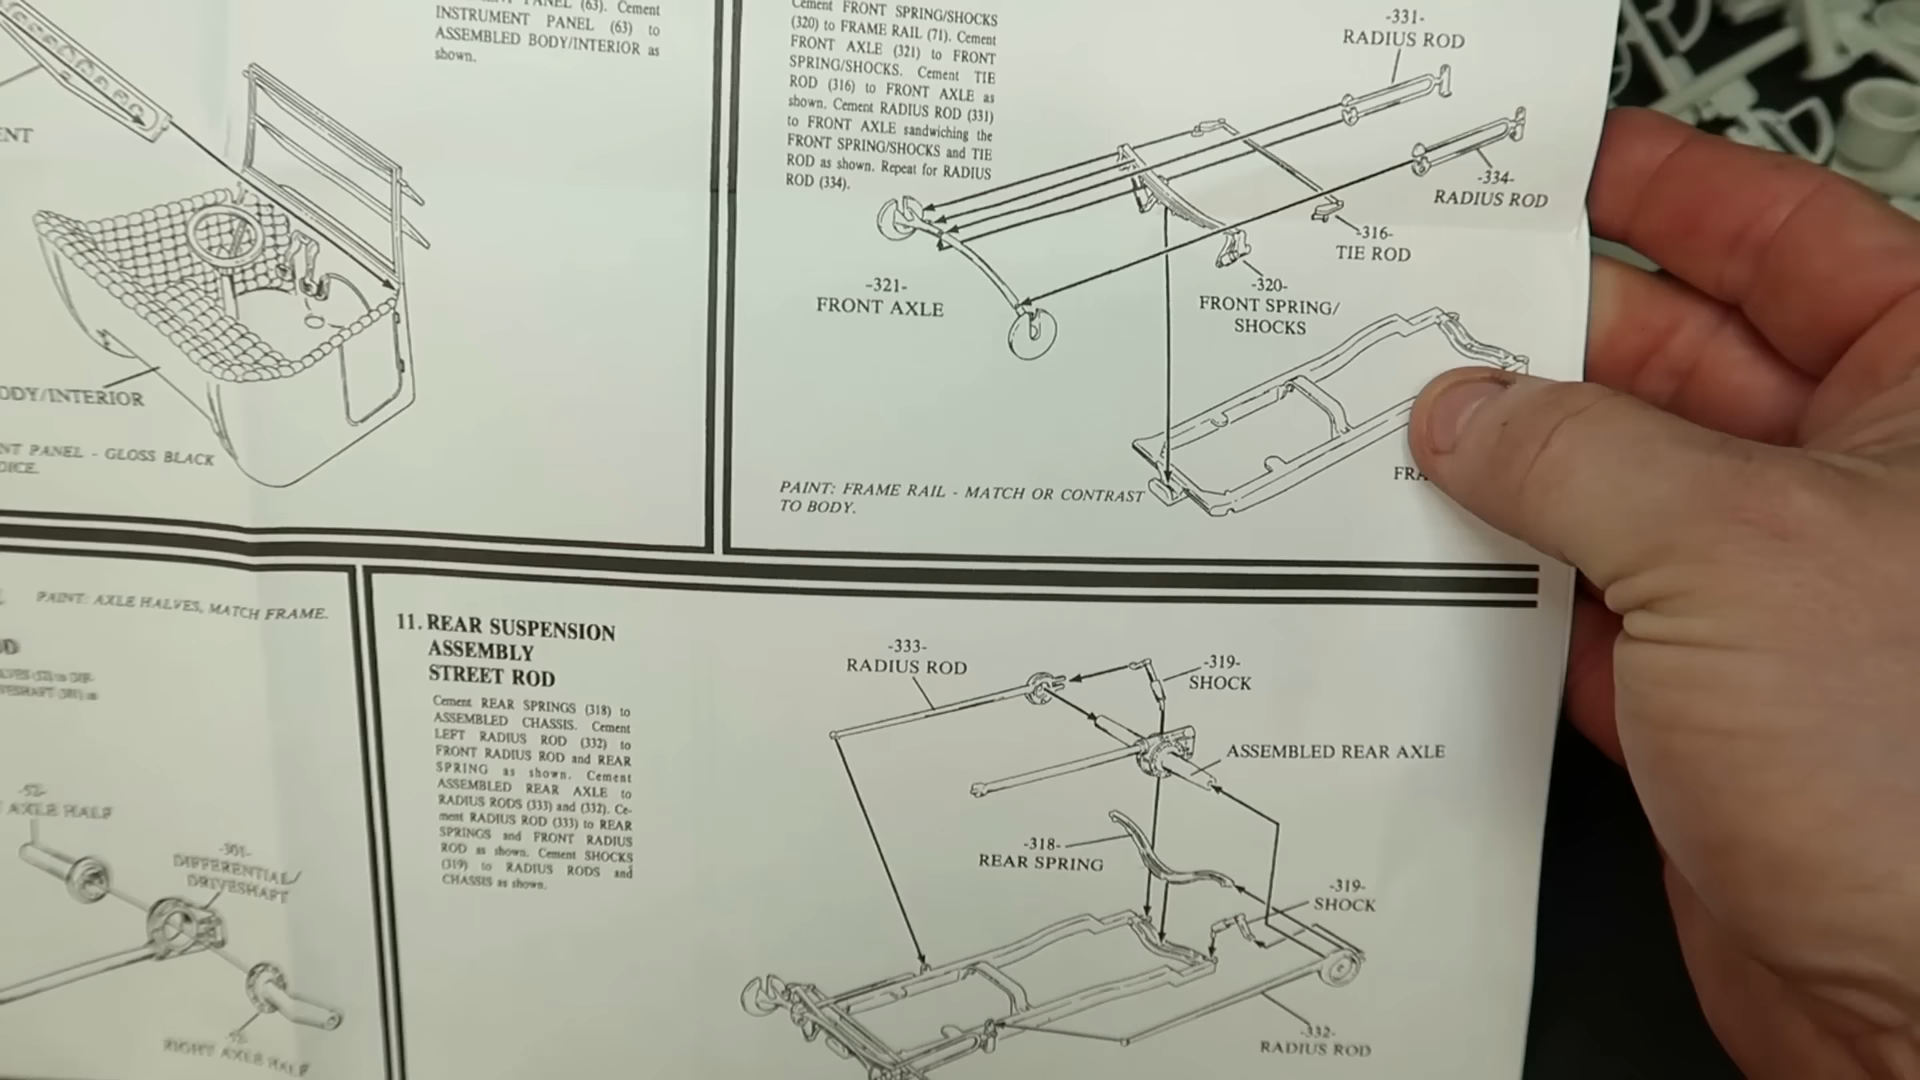 PANEL (63). Cement
INSTRUMENT PANEL (63) to
ASSEMBLED BODY/INTERIOR as
shown.
Cement FRONT SPRING/SHOCKS
(320) to FRAME RAIL (71). Cement
FRONT AXLE (321) to FRONT
SPRING/SHOCKS. Cement TIE
ROD (316) to FRONT AXLE as
shown. Cement RADIUS ROD (331)
to FRONT AXLE sandwiching the
FRONT SPRING/SHOCKS and TIE
ROD as shown. Repeat for RADIUS
ROD (334).
-331-
RADIUS ROD
-334-
RADIUS ROD
-316-
TIE ROD
-320-
FRONT SPRING/
SHOCKS
-321-
FRONT AXLE
FRA
PAINT: FRAME RAIL - MATCH OR CONTRAST
TO BODY.
ENT
ODY/INTERIOR
NT PANEL - GLOSS BLACK
OICE.
PAINT: AXLE HALVES, MATCH FRAME.
AXLE HALF
-301-
DIFFERENTIAL/
DRIVESHAFT
RIGHT AXLE HALF
11. REAR SUSPENSION
ASSEMBLY
STREET ROD
Cement REAR SPRINGS (318) to
ASSEMBLED CHASSIS. Cement
LEFT RADIUS ROD (332) to
FRONT RADIUS ROD and REAR
SPRING as shown. Cement
ASSEMBLED REAR AXLE to
RADIUS RODS (333) and (332). Ce-
ment RADIUS ROD (333) to REAR
SPRINGS and FRONT RADIUS
ROD as shown. Cement SHOCKS
(319) to RADIUS RODS and
CHASSIS as shown.
-333-
RADIUS ROD
-319-
SHOCK
ASSEMBLED REAR AXLE
-318-
REAR SPRING
-319-
SHOCK
-332-
RADIUS ROD